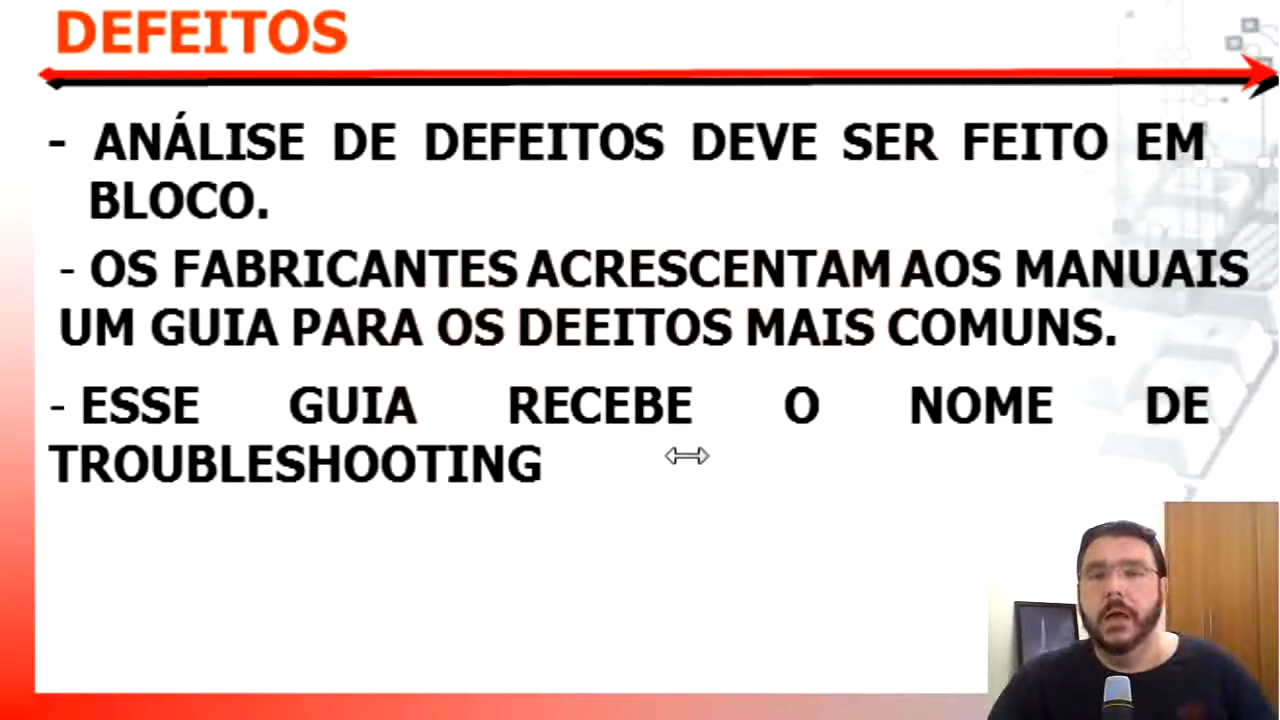 DEFEITOS
- ANÁLISE DE DEFEITOS DEVE SER FEITO EM
BLOCO.
- OS FABRICANTES ACRESCENTAM AOS MANUAIS
UM GUIA PARA OS DEEITOS MAIS COMUNS.
- ESSE GUIA RECEBE O NOME DE
TROUBLESHOOTING